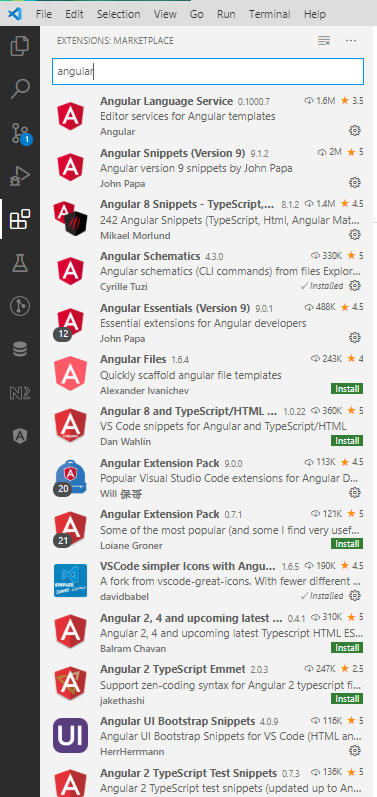 File Edit Selection View Go Run Terminal Help
EXTENSIONS: MARKETPLACE
angular
Angular Language Service 0.1000.7 1.6M 3.5
Editor services for Angular templates
Angular
1
Angular Snippets (Version 9) 9.1.2 2M 5
Angular version 9 snippets by John Papa
John Papa
Angular 8 Snippets - TypeScript,... 8.1.2 1.4M 4.5
242 Angular Snippets (TypeScript, Html, Angular Mat...
Mikael Morlund
Angular Schematics 4.3.0 330K 5
Angular schematics (CLI commands) from files Explor...
Cyrille Tuzi Installed
Angular Essentials (Version 9) 9.0.1 488K 4.5
Essential extensions for Angular developers
12
John Papa
Angular Files 1.6.4 243K 4
Quickly scaffold angular file templates
Alexander Ivanichev Install
Angular 8 and TypeScript/HTML ... 1.0.22 360K 5
VS Code snippets for Angular and TypeScript/HTML
Dan Wahlin Install
Angular Extension Pack 9.0.0 113K 4.5
Popular Visual Studio Code extensions for Angular D...
20
Will 保哥
Angular Extension Pack 0.7.1 121K 5
Some of the most popular (and some I find very usef...
21
Loiane Groner Install
VSCode simpler Icons with Angu... 1.6.5 190K 4.5
A fork from vscode-great-icons. With fewer different ...
davidbabel Installed
Angular 2, 4 and upcoming latest ... 0.4.1 310K 5
Angular 2, 4 and upcoming latest Typescript HTML ES...
Balram Chavan Install
Angular 2 TypeScript Emmet 2.0.3 247K 2.5
Support zen-coding syntax for Angular 2 typescript fi...
jakethashi Install
UI
Angular UI Bootstrap Snippets 4.0.9 116K 5
Angular UI Bootstrap Snippets for VS Code (HTML an...
HerrHerrmann
Angular 2 TypeScript Test Snippets 0.7.3 136K 5
Angular 2 TypeScript test snippets (updated up to An...